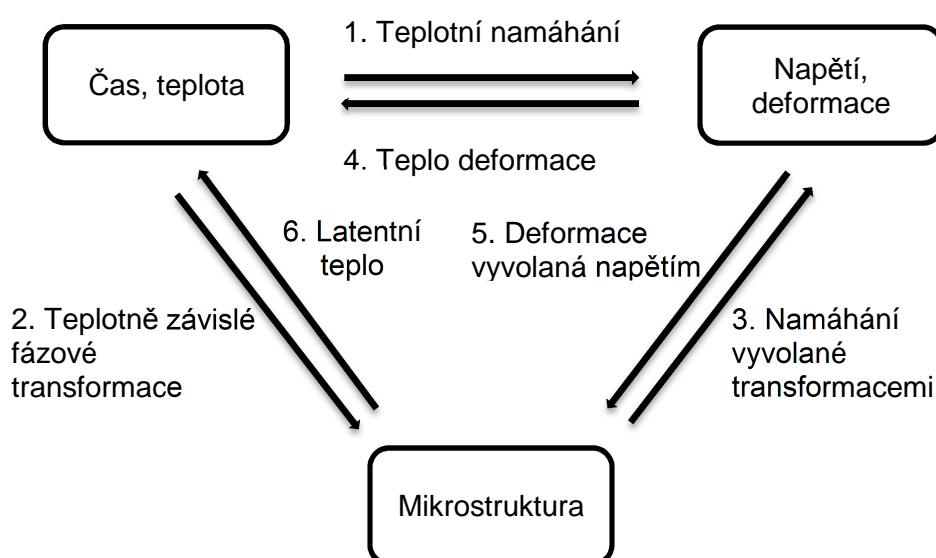 1. Teplotní namáhání
Čas, teplota
Napětí,
deformace
4. Teplo deformace
6. Latentní
teplo
5. Deformace
vyvolaná napětím
2. Teplotně závislé
fázové
transformace
3. Namáhání
vyvolané
transformacemi
Mikrostruktura